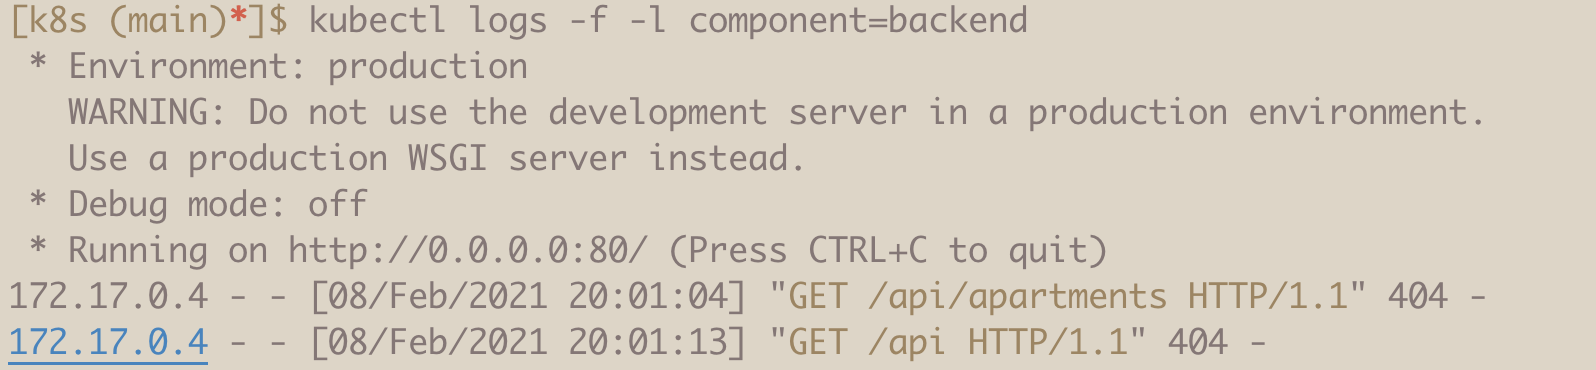 [k8s (main)*]$ kubectl logs -f -l component=backend
 * Environment: production
   WARNING: Do not use the development server in a production environment.
   Use a production WSGI server instead.
 * Debug mode: off
 * Running on http://0.0.0.0:80/ (Press CTRL+C to quit)
172.17.0.4 - - [08/Feb/2021 20:01:04] "GET /api/apartments HTTP/1.1" 404 -
172.17.0.4 - - [08/Feb/2021 20:01:13] "GET /api HTTP/1.1" 404 -